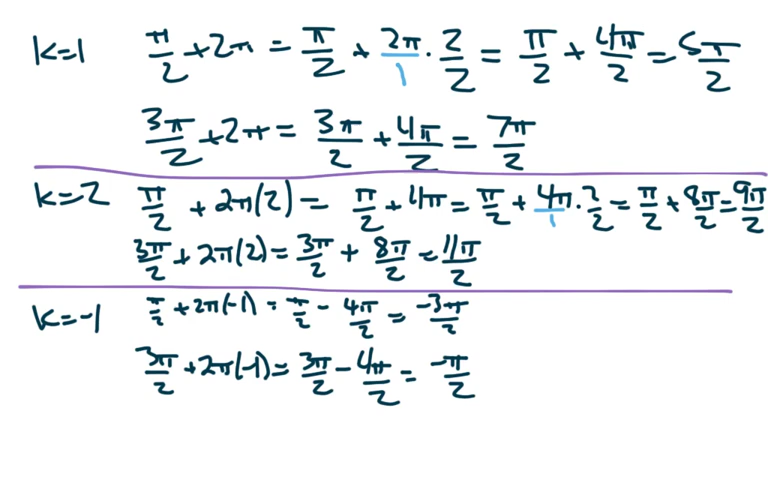 k=1 π/2 + 2π = π/2 + 2π/1 · 2/2 = π/2 + 4π/2 = 5π/2
3π/2 + 2π = 3π/2 + 4π/2 = 7π/2
k=2 π/2 + 2π(2) = π/2 + 4π = π/2 + 4π/1 · 2/2 = π/2 + 8π/2 = 9π/2
3π/2 + 2π(2) = 3π/2 + 8π/2 = 11π/2
k=-1 π/2 + 2π(-1) = π/2 - 4π/2 = -3π/2
3π/2 + 2π(-1) = 3π/2 - 4π/2 = -π/2